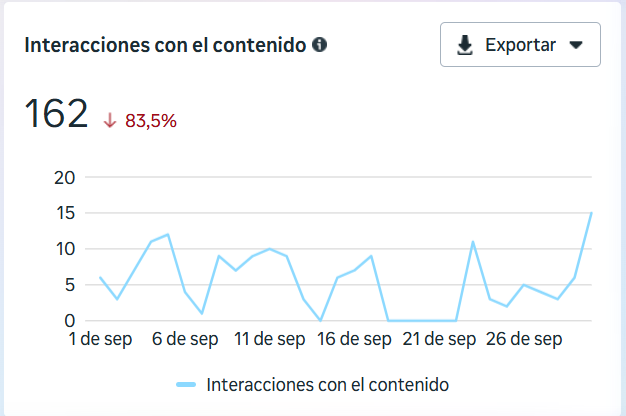 Interacciones con el contenido
Exportar
162 ↓ 83,5%
20
15
10
5
0
1 de sep 6 de sep 11 de sep 16 de sep 21 de sep 26 de sep
Interacciones con el contenido